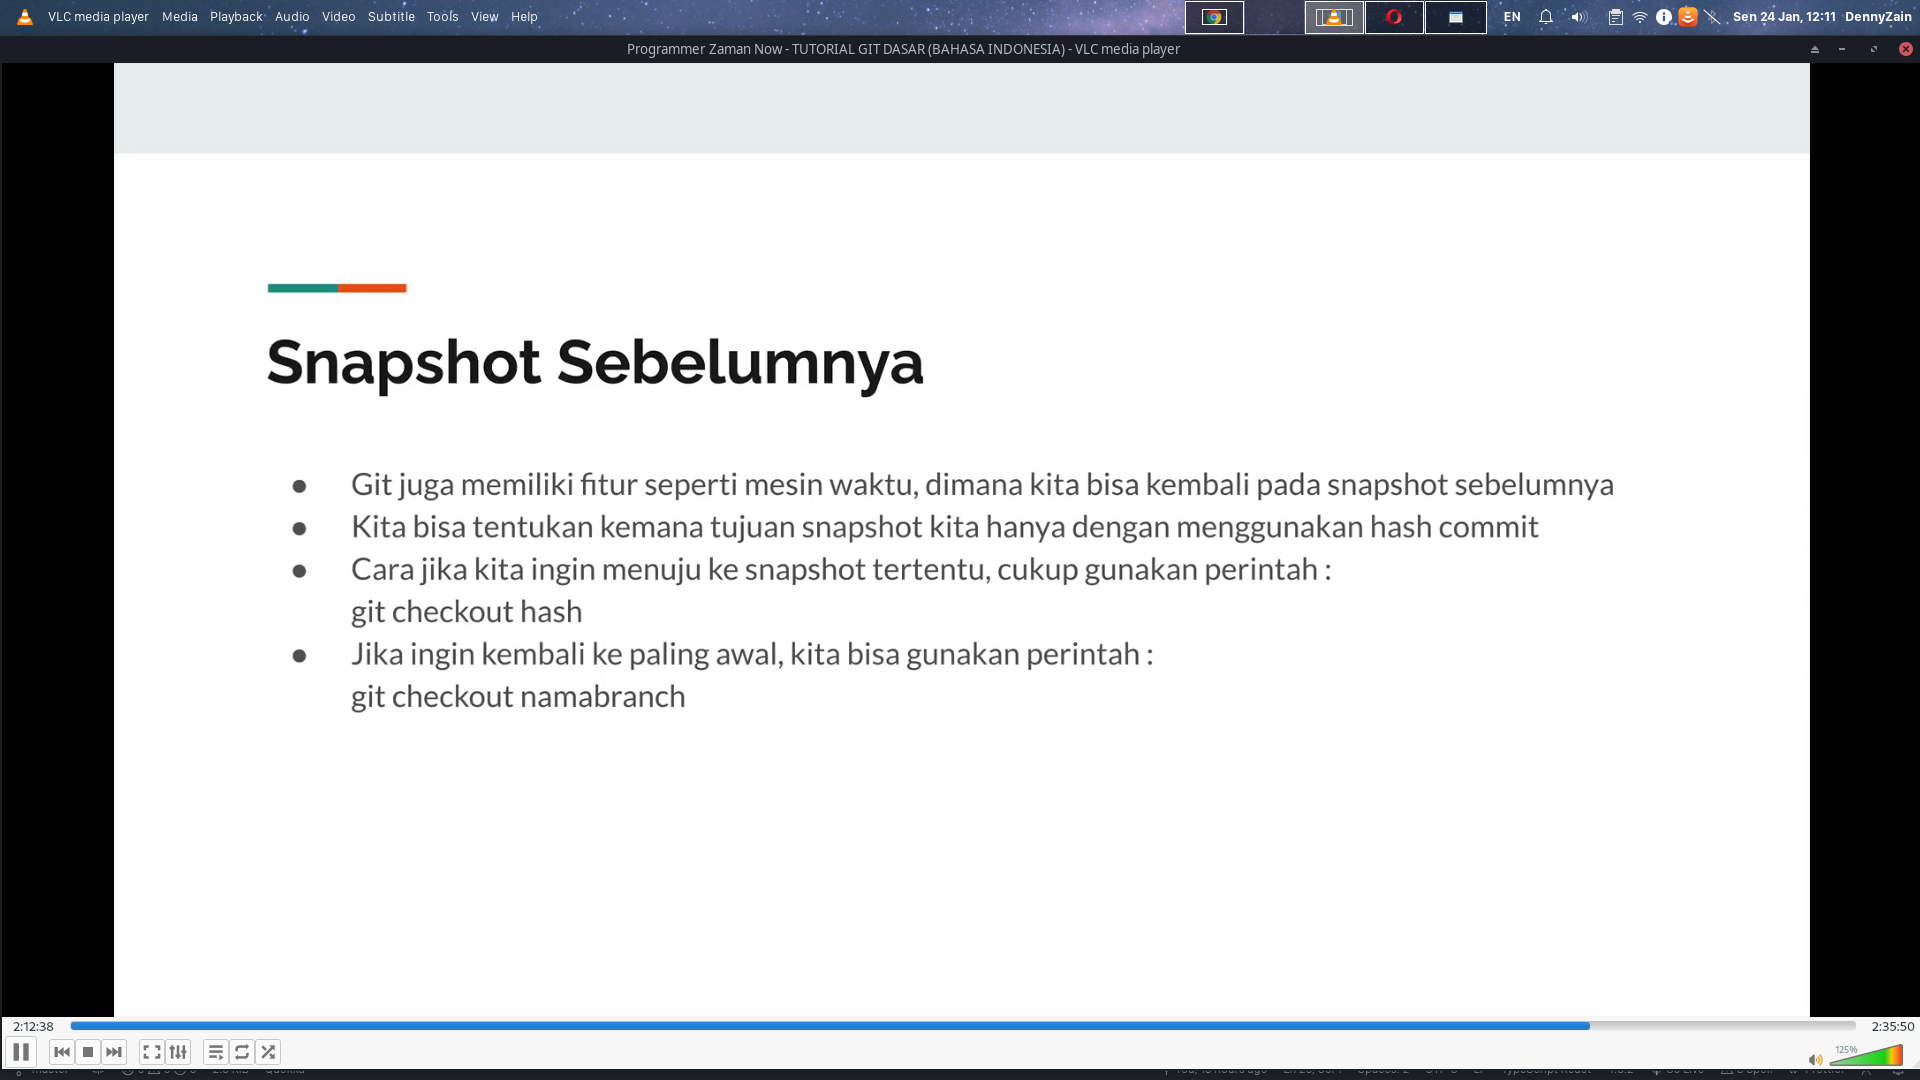 VLC media player Media Playback Audio Video Subtitle Tools View Help EN Sen 24 Jan, 12:11 DennyZain
Programmer Zaman Now - TUTORIAL GIT DASAR (BAHASA INDONESIA) - VLC media player
Snapshot Sebelumnya
● Git juga memiliki fitur seperti mesin waktu, dimana kita bisa kembali pada snapshot sebelumnya
● Kita bisa tentukan kemana tujuan snapshot kita hanya dengan menggunakan hash commit
● Cara jika kita ingin menuju ke snapshot tertentu, cukup gunakan perintah :
git checkout hash
● Jika ingin kembali ke paling awal, kita bisa gunakan perintah :
git checkout namabranch
2:12:38 2:35:50
125%